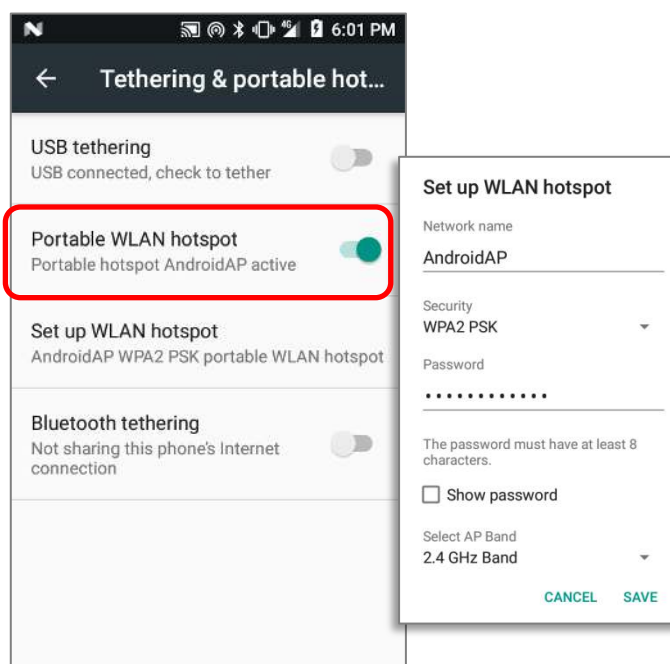 4G 6:01 PM
Tethering & portable hot...
USB tethering
USB connected, check to tether
Portable WLAN hotspot
Portable hotspot AndroidAP active
Set up WLAN hotspot
AndroidAP WPA2 PSK portable WLAN hotspot
Bluetooth tethering
Not sharing this phone's Internet
connection
Set up WLAN hotspot
Network name
AndroidAP
Security
WPA2 PSK
Password
••••••••••••
The password must have at least 8
characters.
Show password
Select AP Band
2.4 GHz Band
CANCEL SAVE